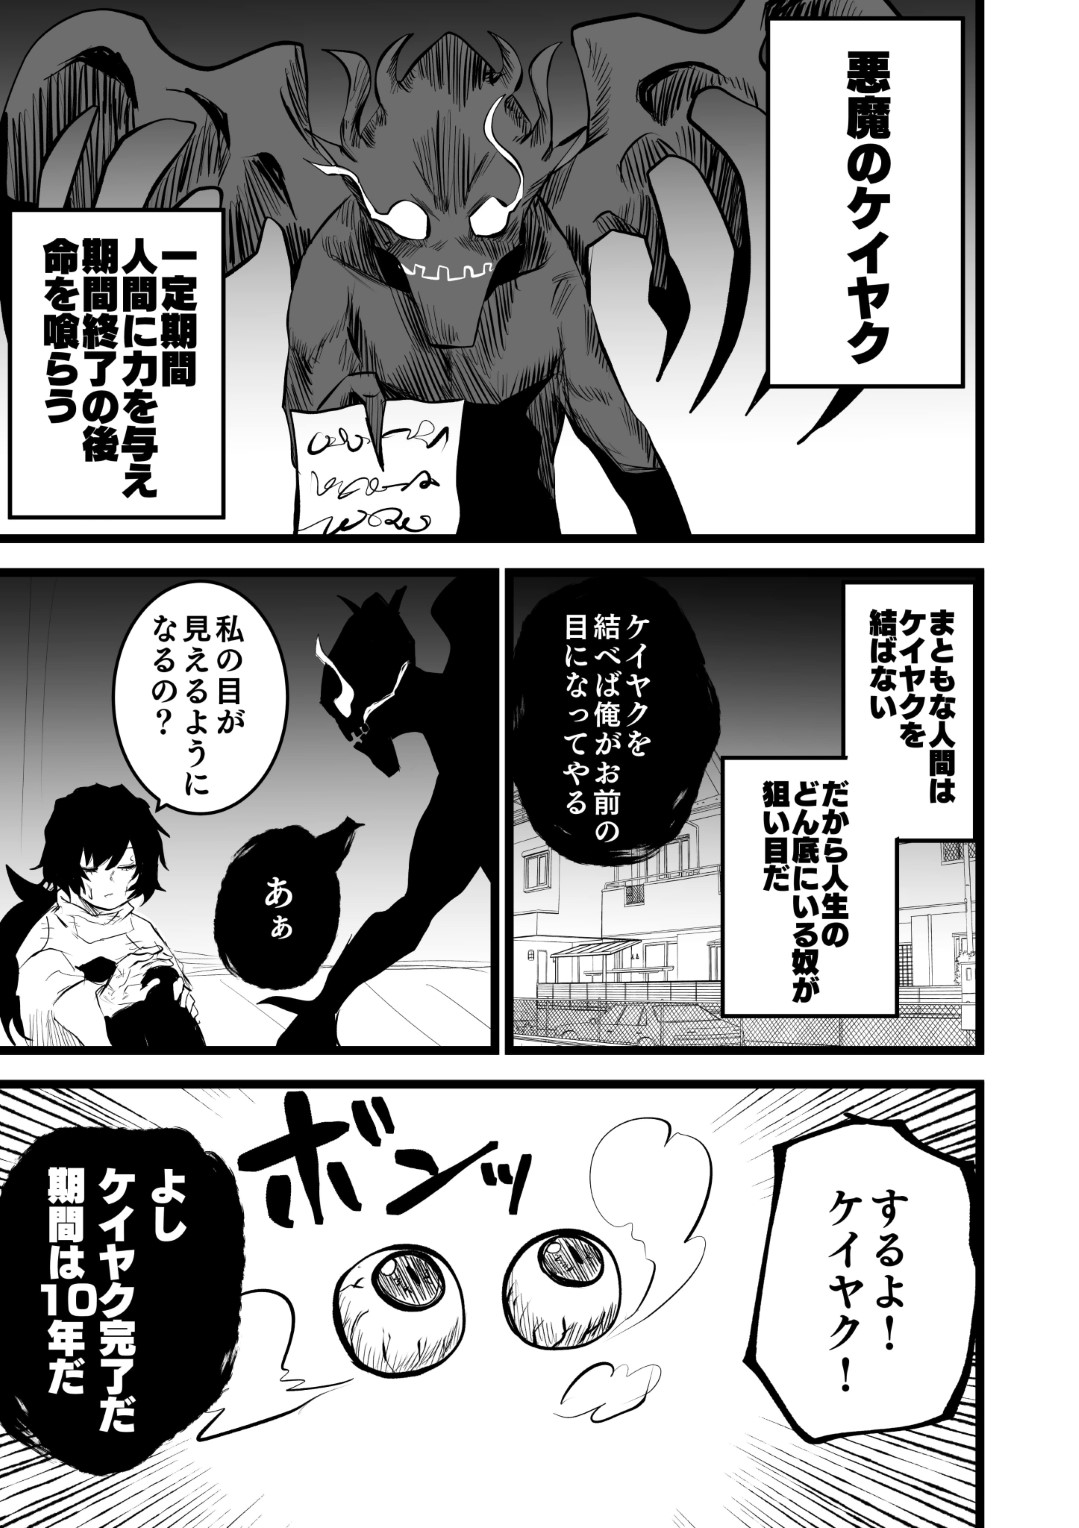 悪魔のケイヤク
一定期間
人間に力を与え
期間終了の後
命を喰らう
まともな人間は
ケイヤクを
結ばない
だから人生の
どん底にいる奴が
狙い目だ
ケイヤクを
結べば俺がお前の
目になってやる
私の目が
見えるように
なるの？
あぁ
するよ！
ケイヤク！
ボンッ
よし
ケイヤク完了だ
期間は10年だ